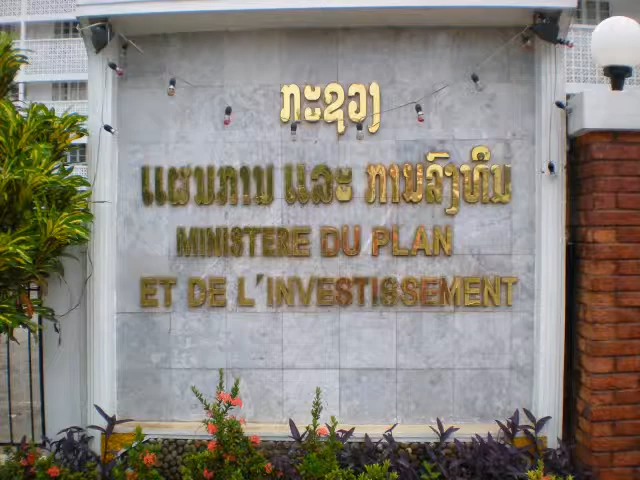 ກະຊວງ
ແຜນການ ແລະ ການລົງທຶນ
MINISTERE DU PLAN
ET DE L'INVESTISSEMENT